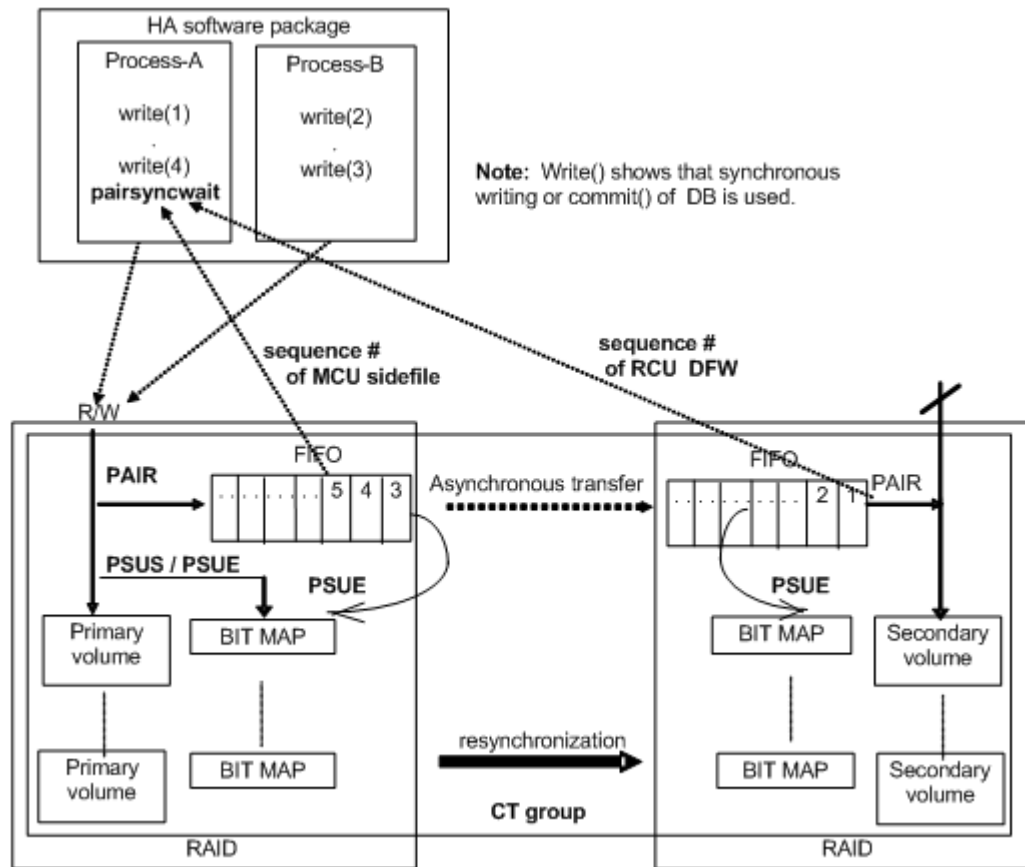 HA software package
Process-A
write(1)
.
write(4)
pairsyncwait
Process-B
write(2)
.
write(3)
Note: Write() shows that synchronous
writing or commit() of DB is used.
sequence #
of MCU sidefile
sequence #
of RCU DFW
R/W
PAIR
FIFO
. . . . . . . . . 5 4 3
Asynchronous transfer
FIFO
. . . . . . . . . . . 2 1
PAIR
PSUS / PSUE
PSUE
PSUE
Primary
volume
BIT MAP
BIT MAP
Secondary
volume
resynchronization
Primary
volume
BIT MAP
BIT MAP
Secondary
volume
CT group
RAID
RAID